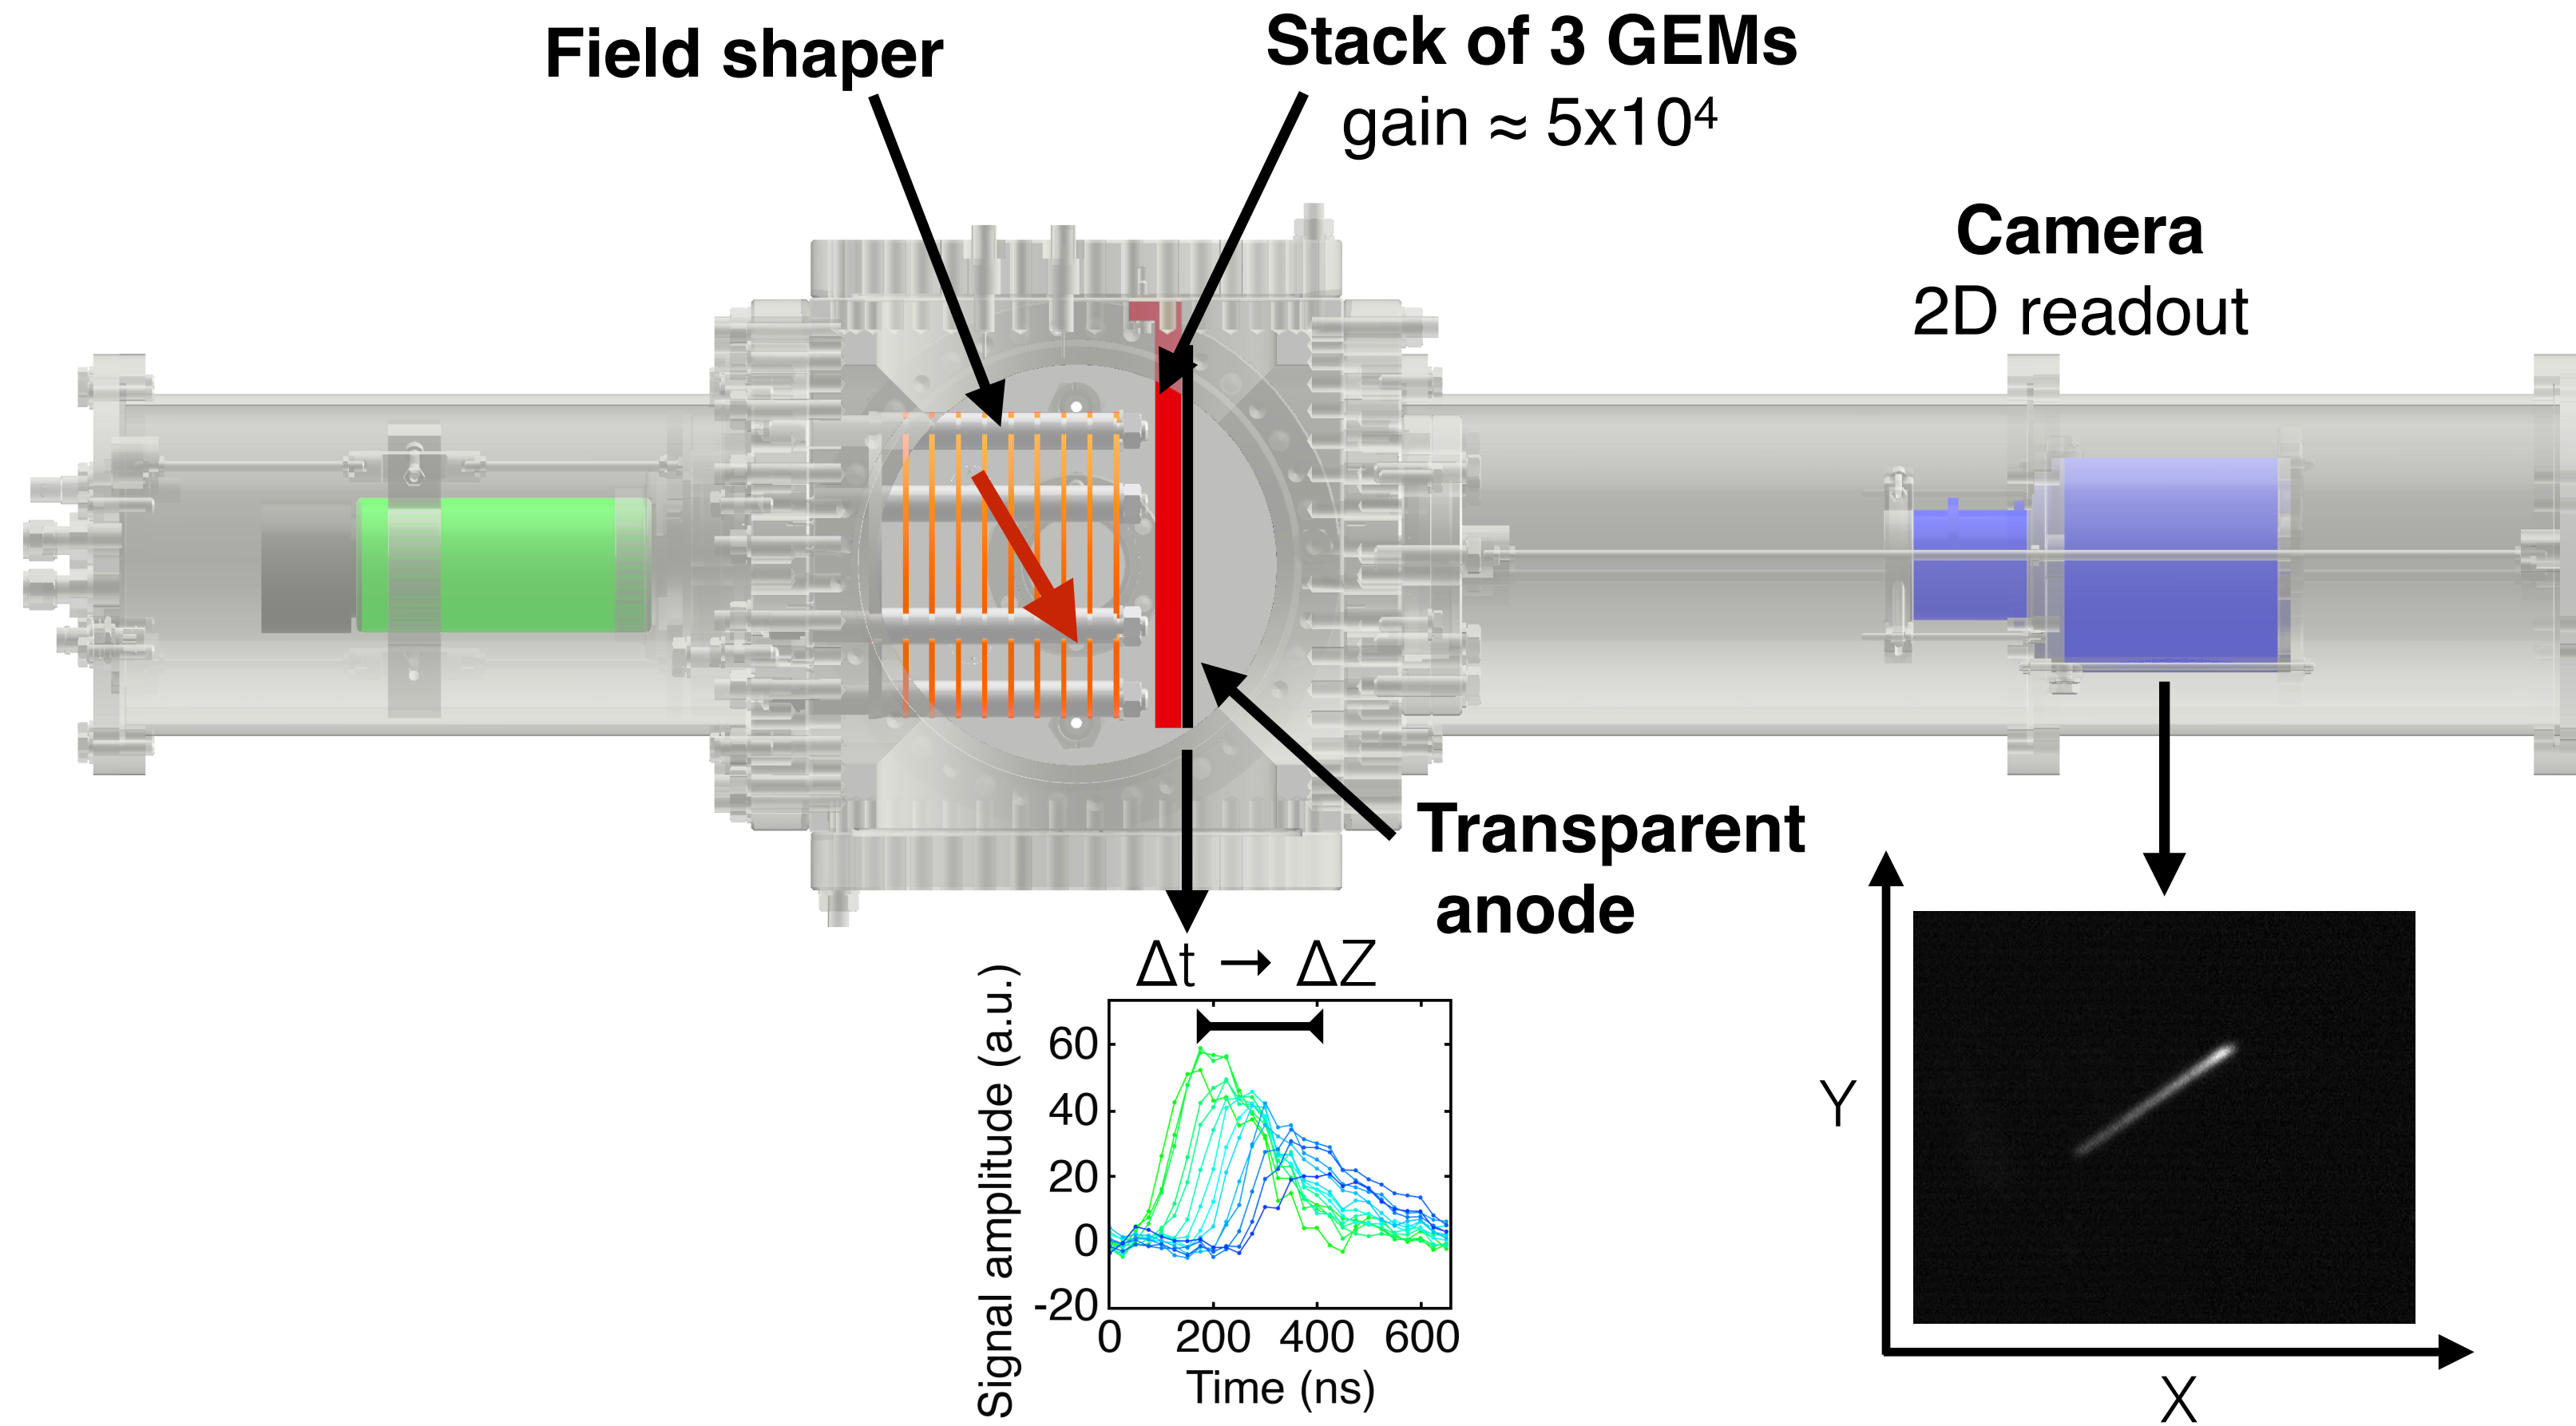 Field shaper
Stack of 3 GEMs
gain ≈ 5x10⁴
Camera
2D readout
Transparent
anode
Δt → ΔZ
Signal amplitude (a.u.)
60
40
20
0
-20
0 200 400 600
Time (ns)
Y
X